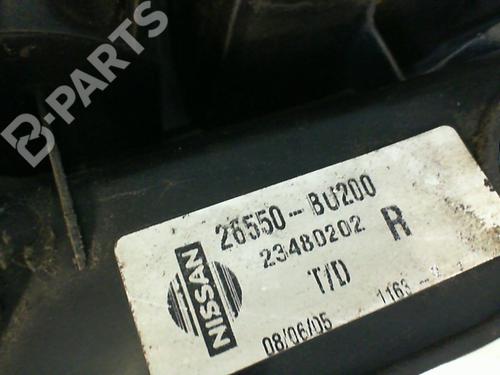 B-PARTS
26550-BU200
23480202 R
NISSAN
T/D
08/06/05